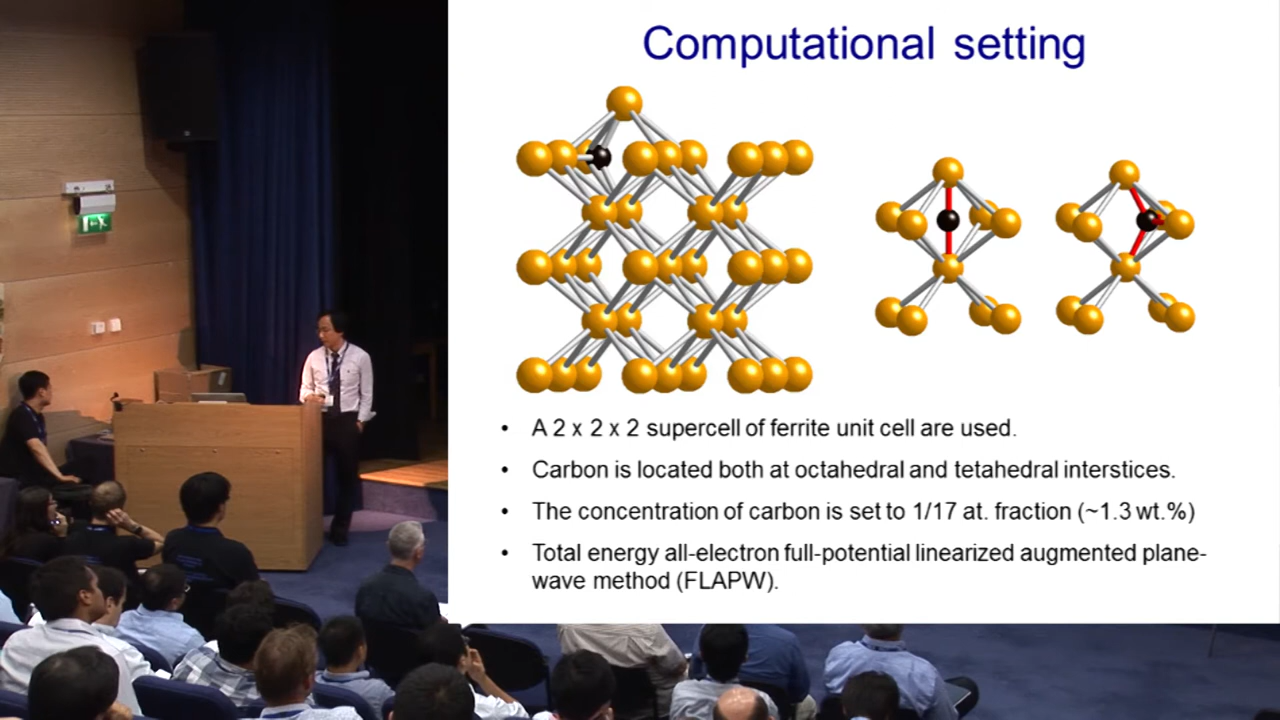 Computational setting
• A 2 x 2 x 2 supercell of ferrite unit cell are used.
• Carbon is located both at octahedral and tetahedral interstices.
• The concentration of carbon is set to 1/17 at. fraction (~1.3 wt.%)
• Total energy all-electron full-potential linearized augmented plane-
wave method (FLAPW).